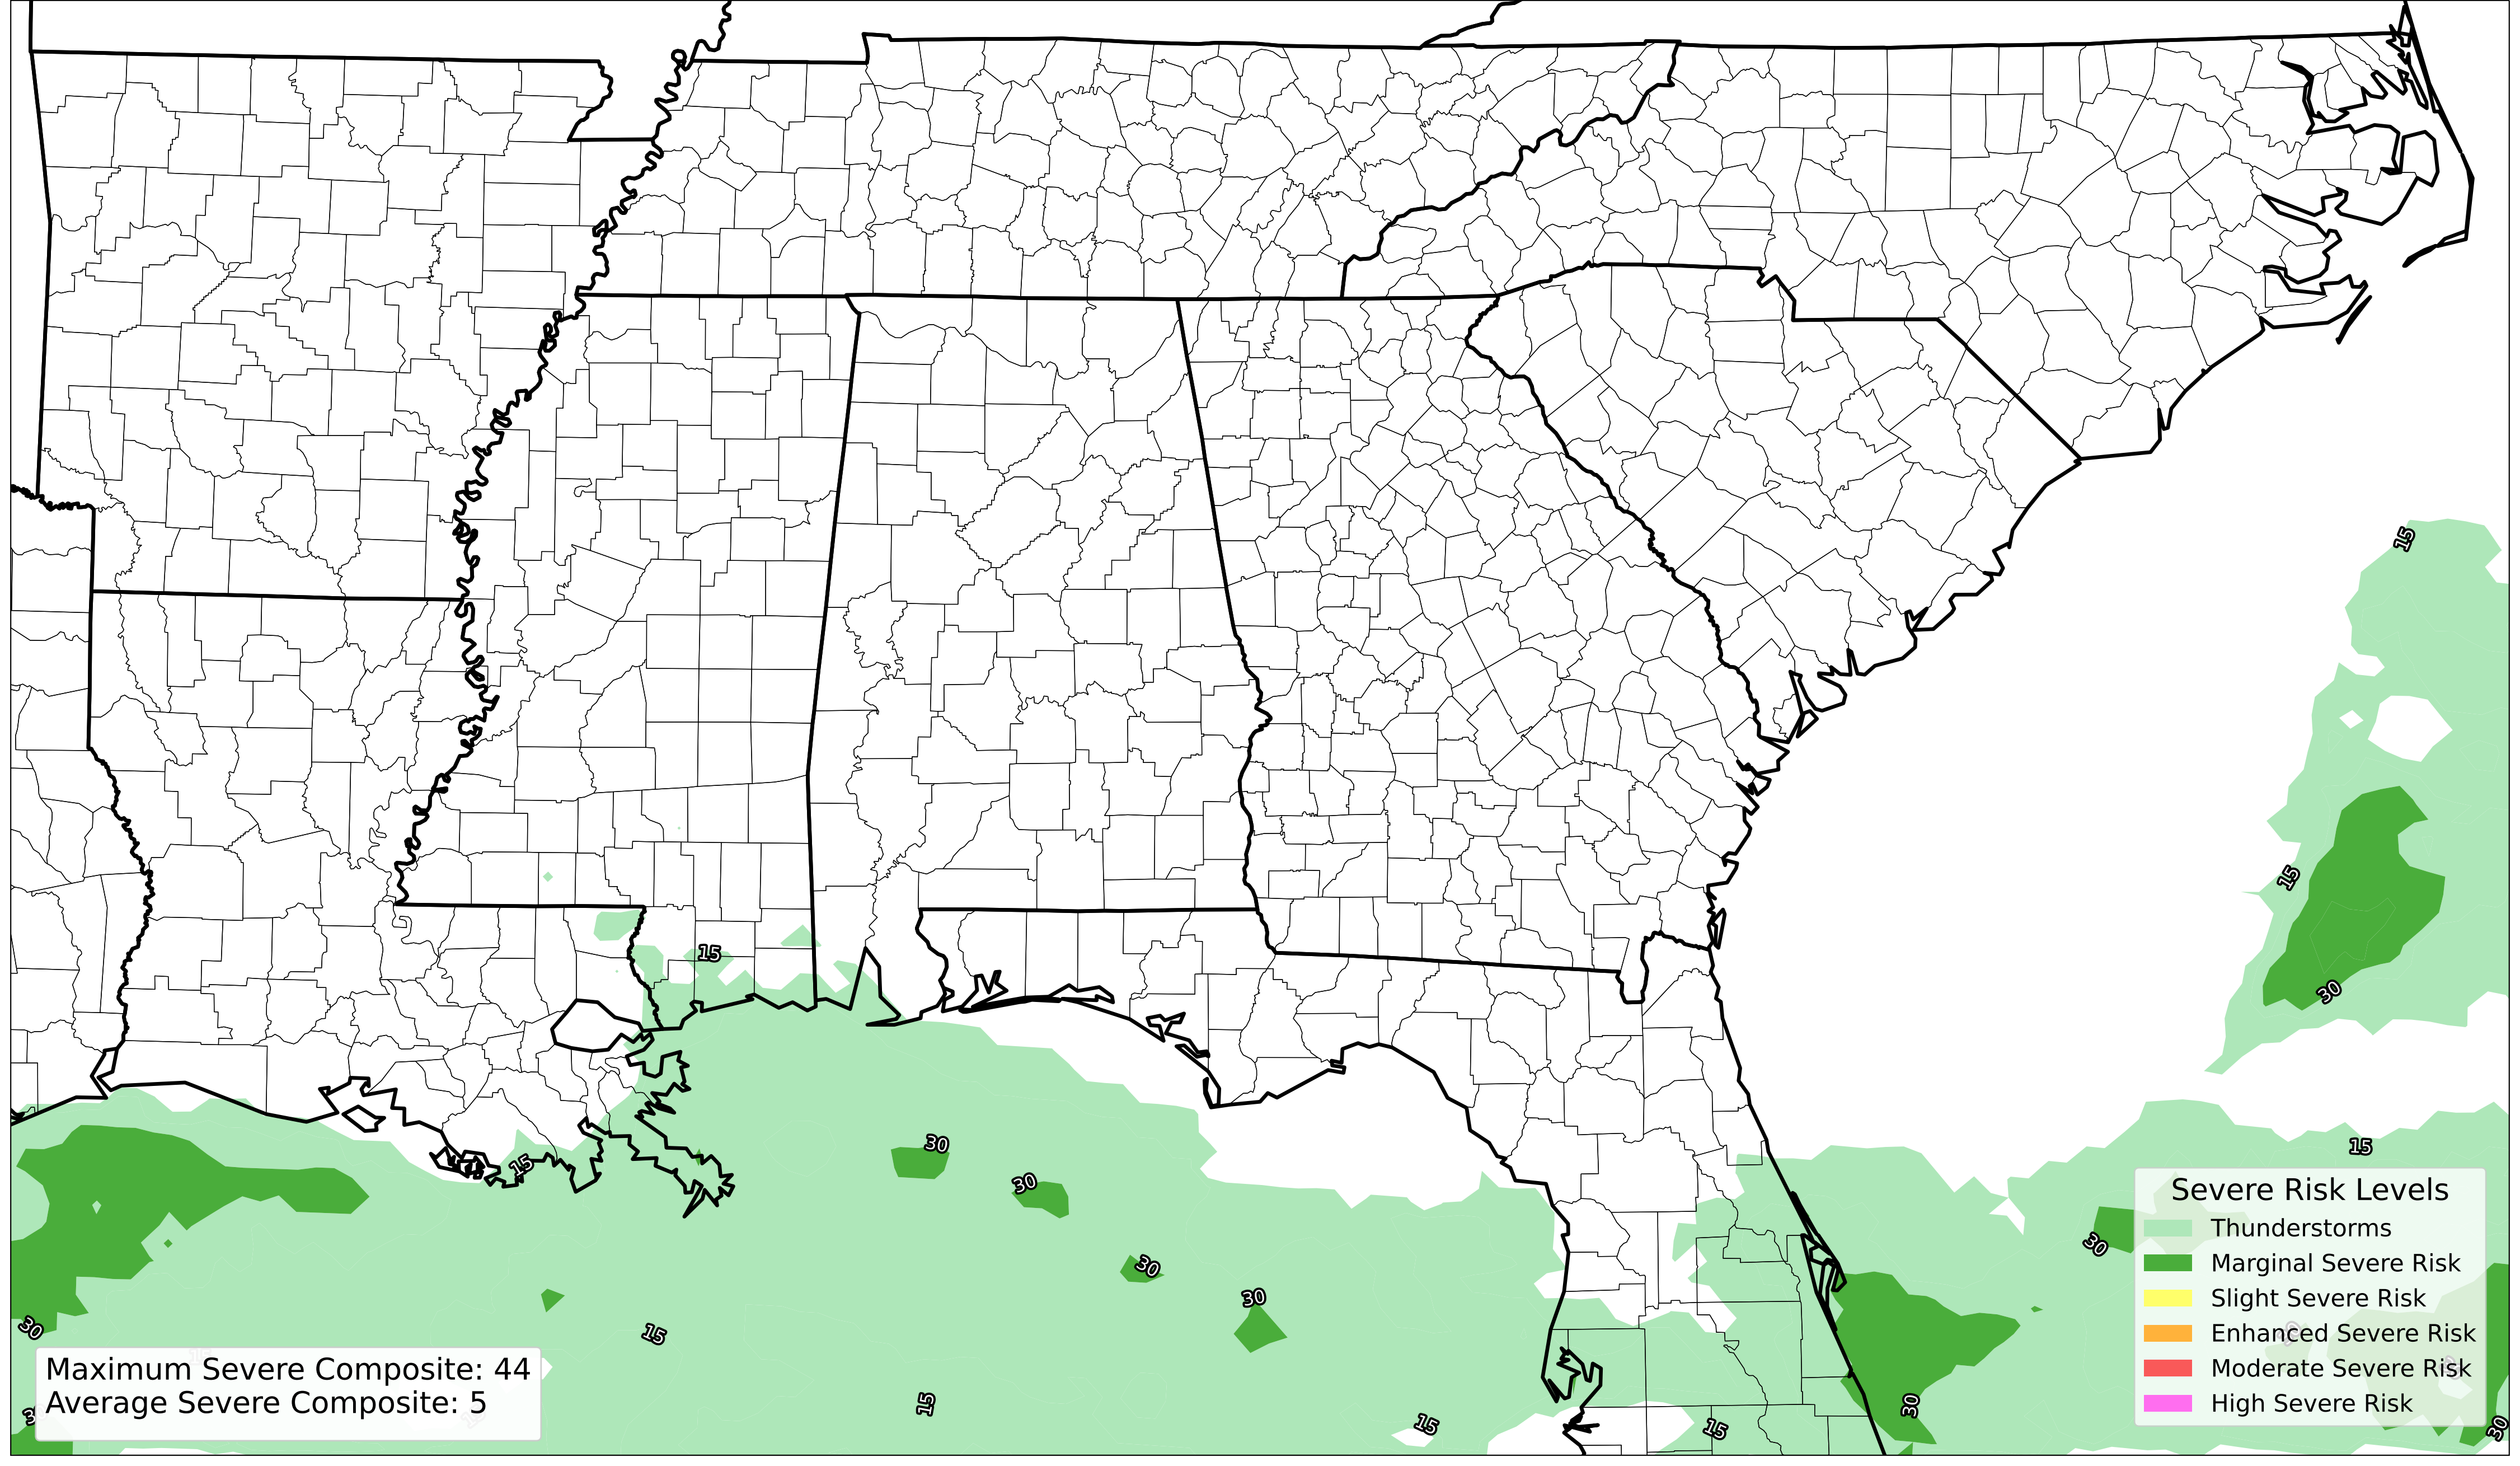 15
15
30
15
15
15
30
30
30
30
30
30
15
15
15
15
30
30
Severe Risk Levels
Thunderstorms
Marginal Severe Risk
Slight Severe Risk
Enhanced Severe Risk
Moderate Severe Risk
High Severe Risk
Maximum Severe Composite: 44
Average Severe Composite: 5